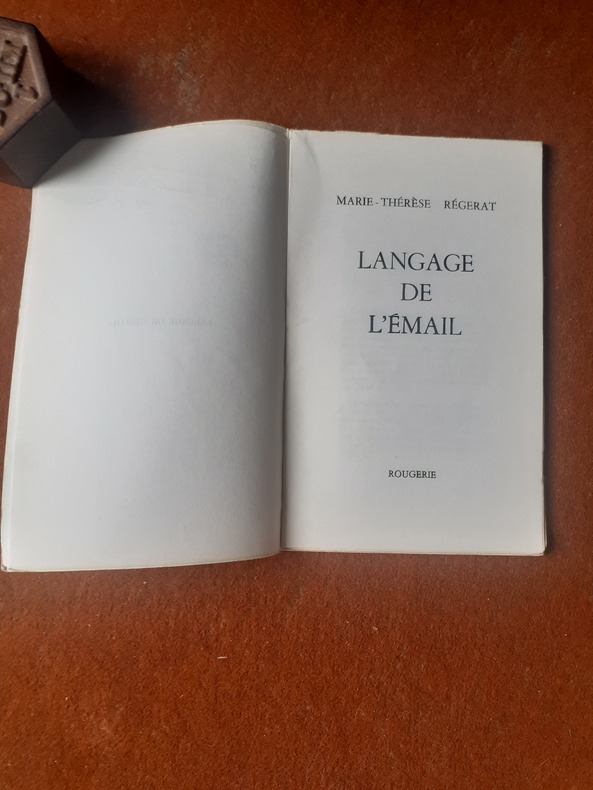 MARIE-THÉRÈSE RÉGERAT
LANGAGE
DE
L'ÉMAIL
ROUGERIE